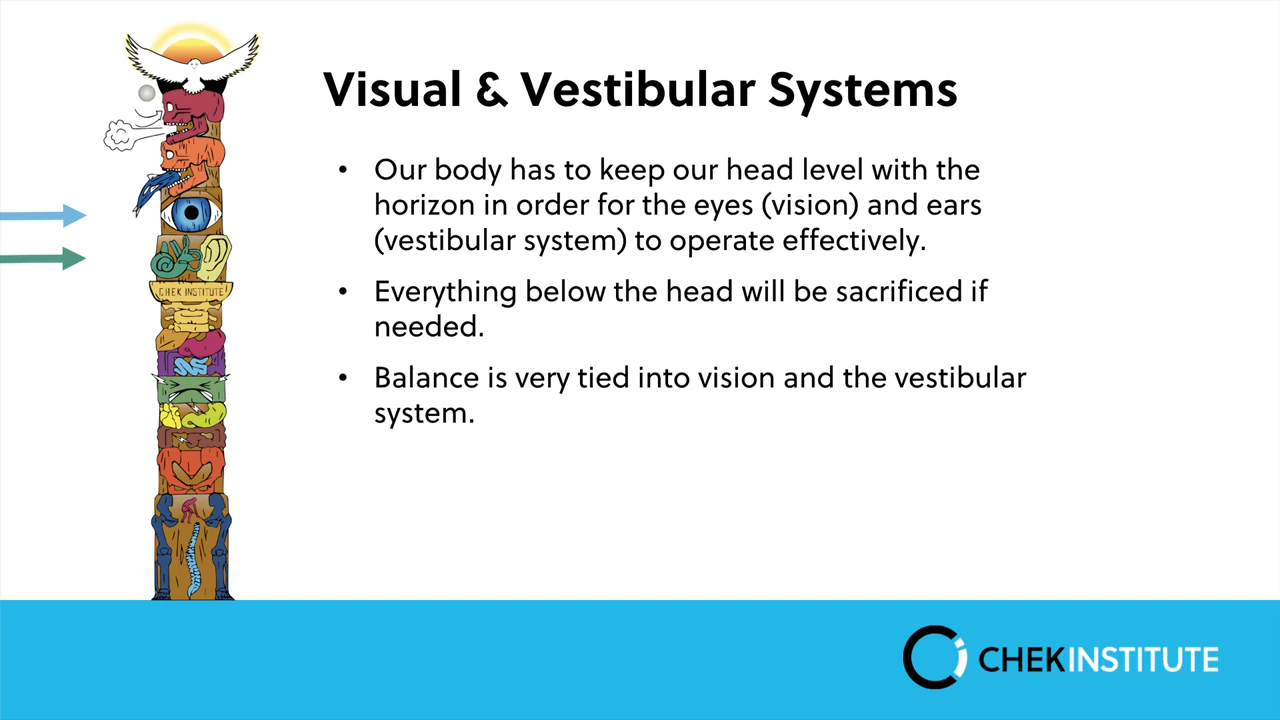 Visual & Vestibular Systems
• Our body has to keep our head level with the
horizon in order for the eyes (vision) and ears
(vestibular system) to operate effectively.
• Everything below the head will be sacrificed if
needed.
• Balance is very tied into vision and the vestibular
system.
CHEK INSTITUTE
CHEKINSTITUTE